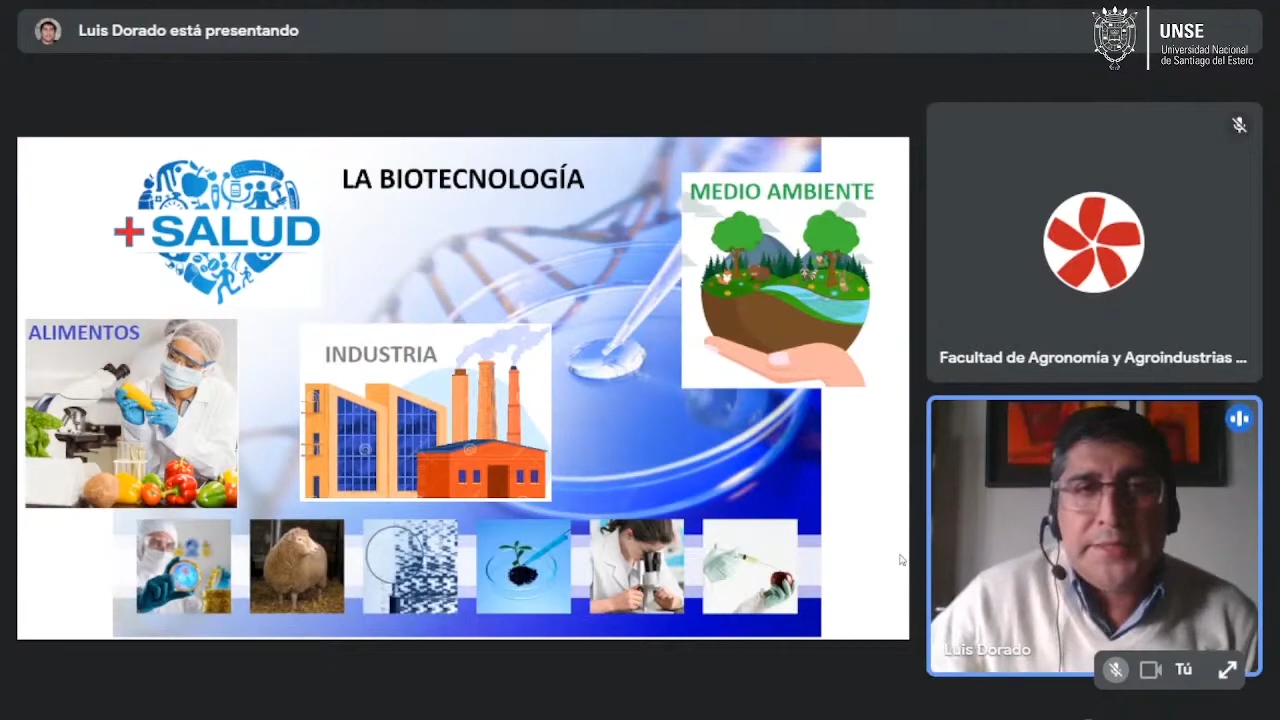 Luis Dorado está presentando
UNSE
Universidad Nacional
de Santiago del Estero
LA BIOTECNOLOGÍA
+SALUD
MEDIO AMBIENTE
ALIMENTOS
INDUSTRIA
Facultad de Agronomía y Agroindustrias ...
Luis Dorado
Tú